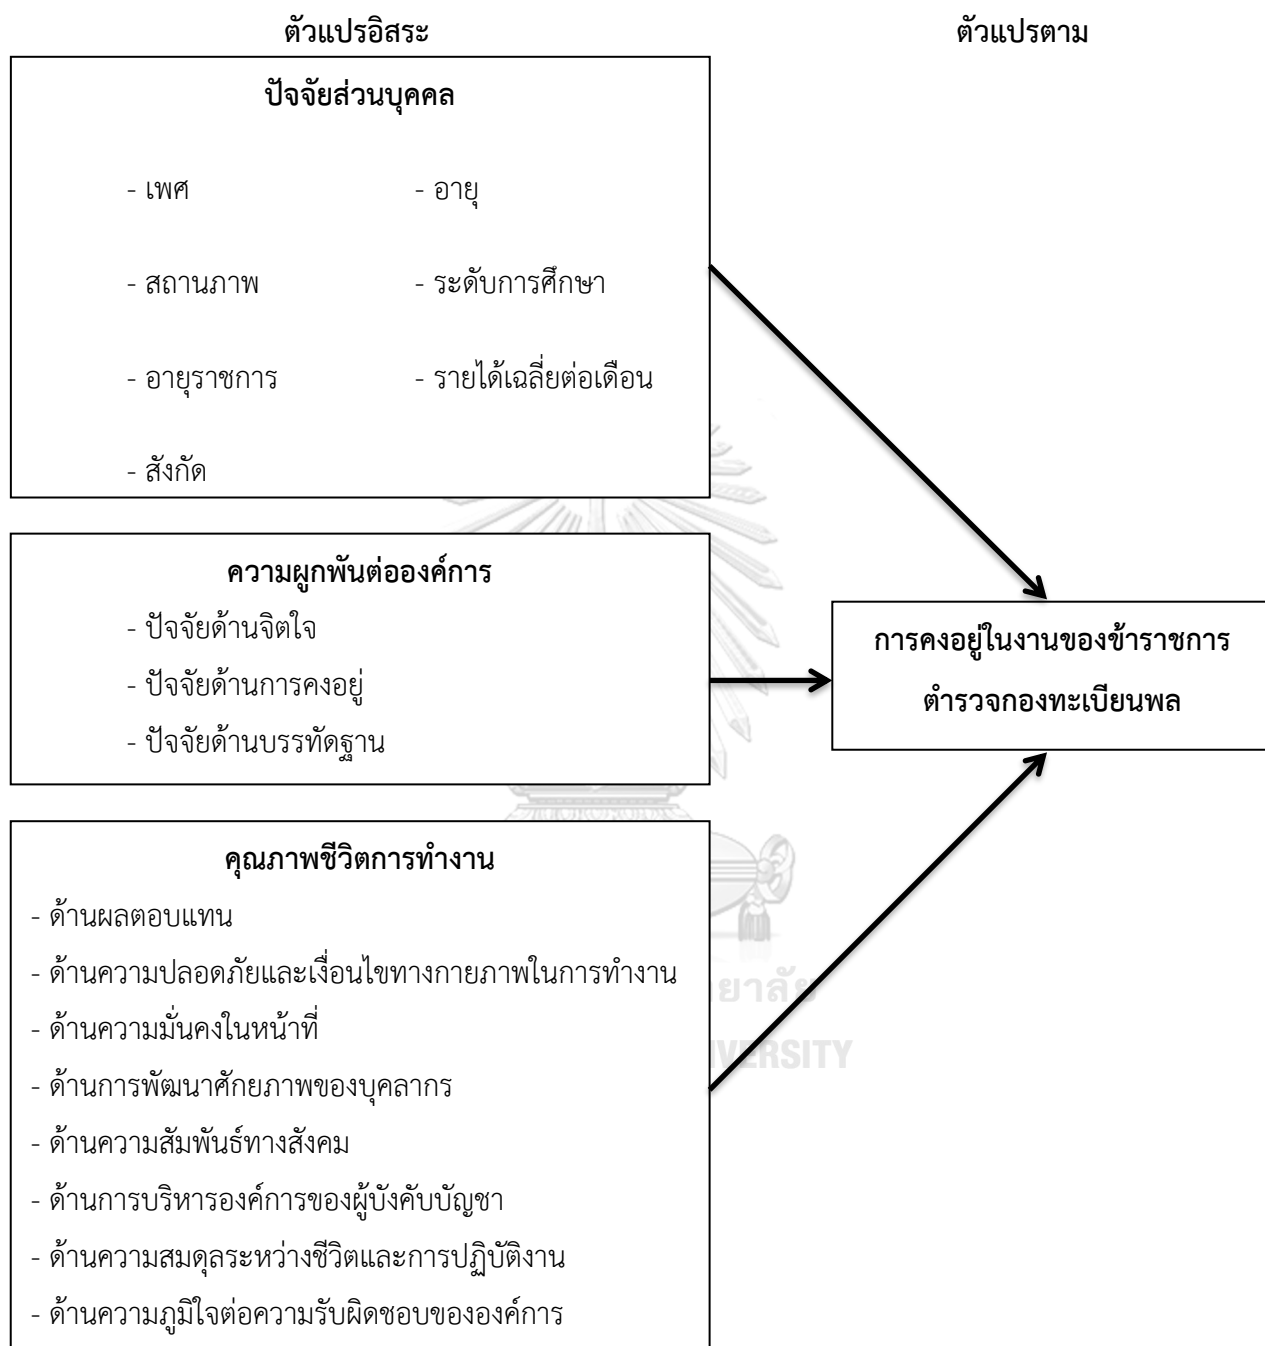 ตัวแปรอิสระ
ตัวแปรตาม
ปัจจัยส่วนบุคคล
- เพศ - อายุ
- สถานภาพ - ระดับการศึกษา
- อายุราชการ - รายได้เฉลี่ยต่อเดือน
- สังกัด
ความผูกพันต่อองค์การ
- ปัจจัยด้านจิตใจ
- ปัจจัยด้านการคงอยู่
- ปัจจัยด้านบรรทัดฐาน
การคงอยู่ในงานของข้าราชการ
ตำรวจกองทะเบียนพล
คุณภาพชีวิตการทำงาน
- ด้านผลตอบแทน
- ด้านความปลอดภัยและเงื่อนไขทางกายภาพในการทำงาน
- ด้านความมั่นคงในหน้าที่
- ด้านการพัฒนาศักยภาพของบุคลากร
- ด้านความสัมพันธ์ทางสังคม
- ด้านการบริหารองค์การของผู้บังคับบัญชา
- ด้านความสมดุลระหว่างชีวิตและการปฏิบัติงาน
- ด้านความภูมิใจต่อความรับผิดชอบขององค์การ
ยาลัย
VERSITY